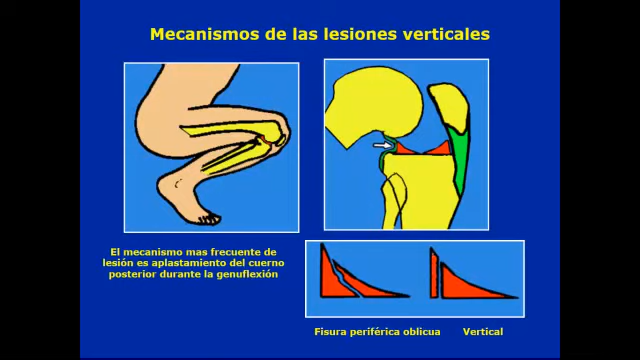 Mecanismos de las lesiones verticales
El mecanismo mas frecuente de
lesión es aplastamiento del cuerno
posterior durante la genuflexión
Fisura periférica oblicua
Vertical